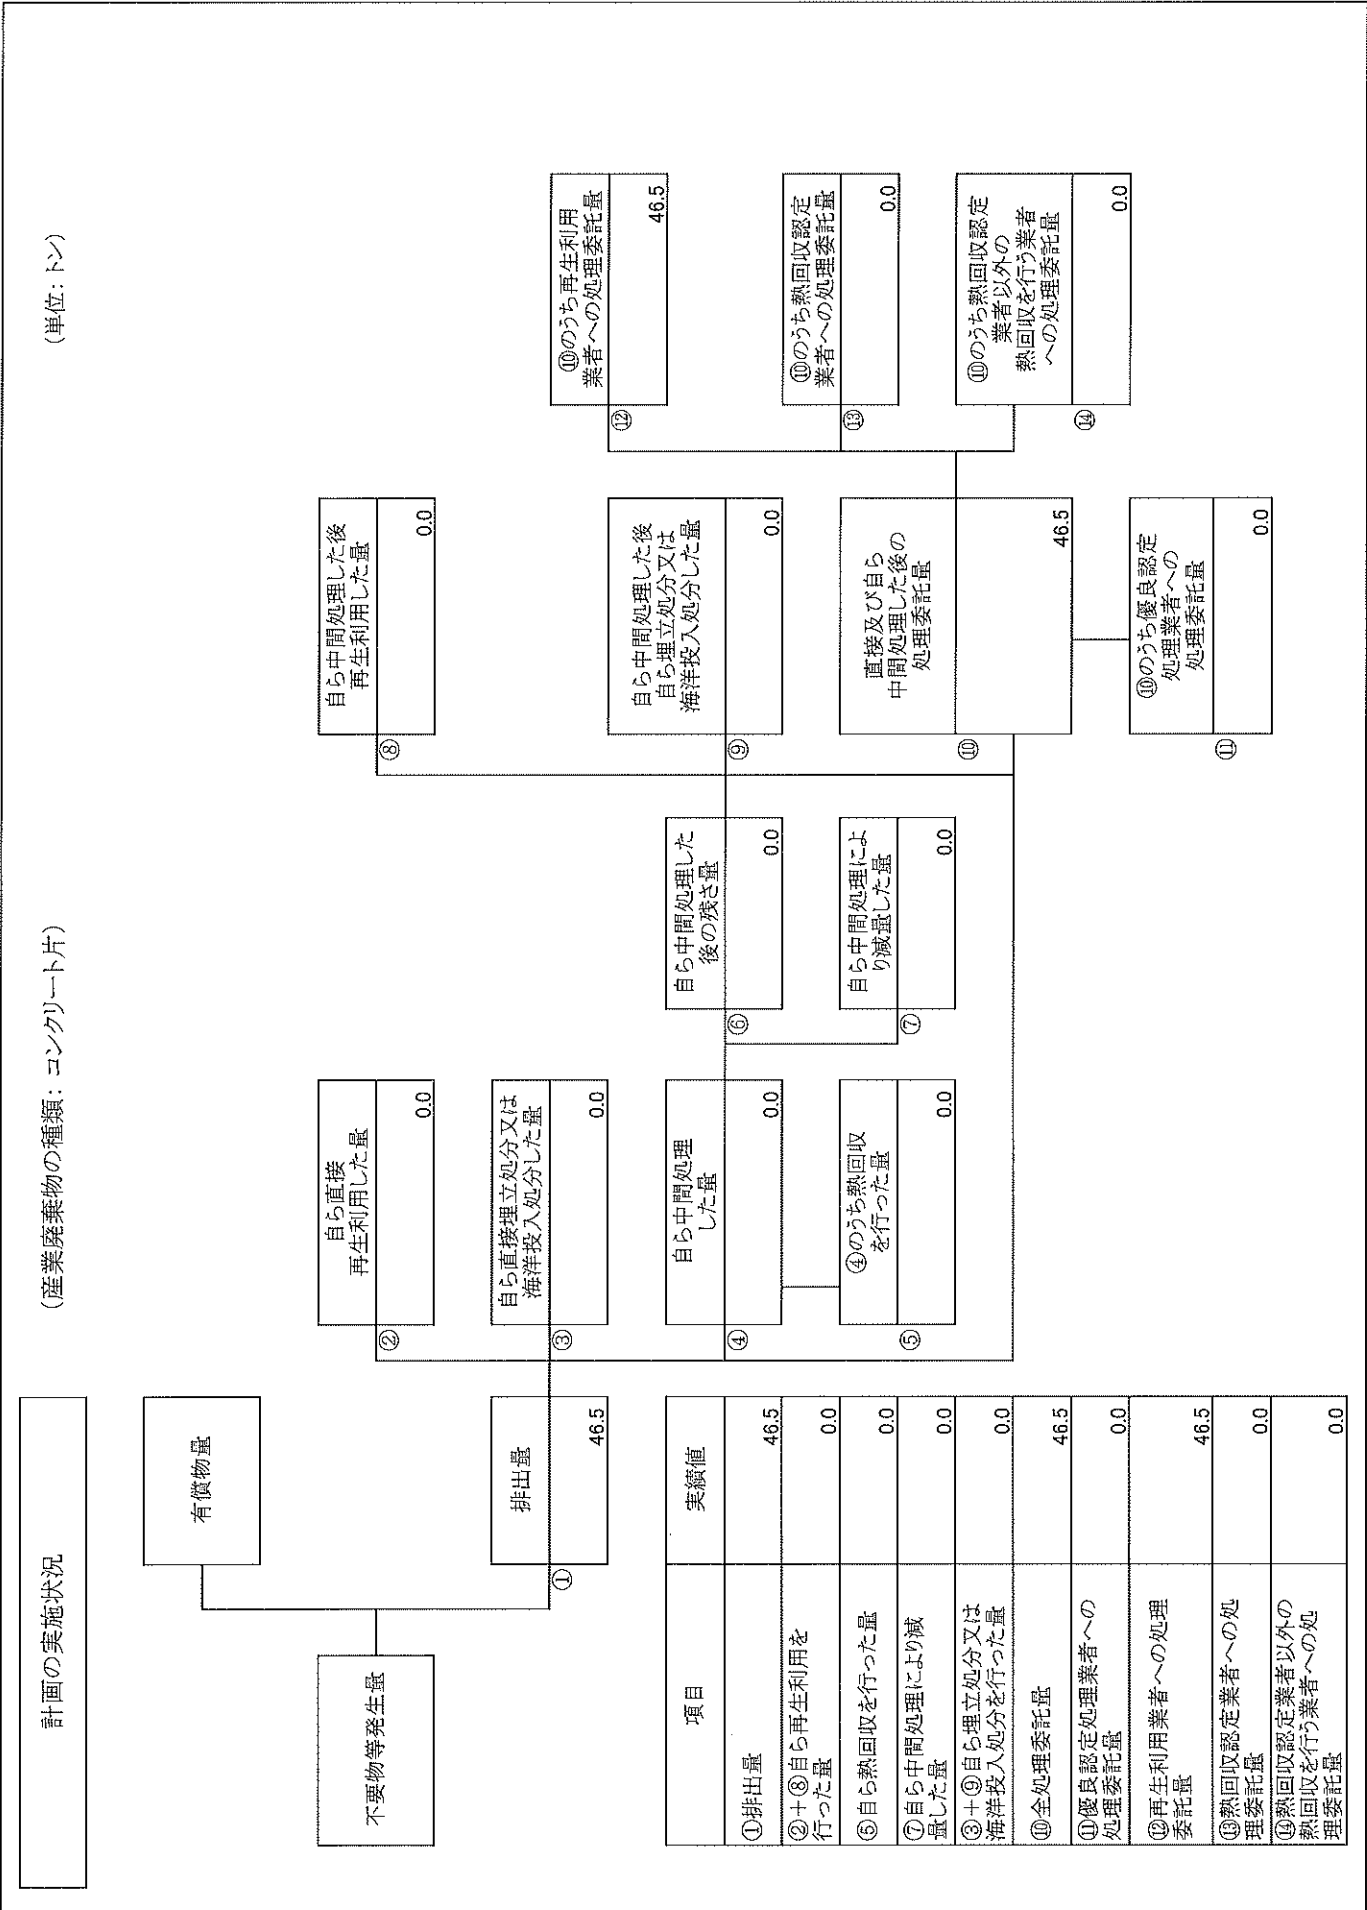 計画の実施状況
(産業廃棄物の種類: コンクリート片)
(単位: トン)
不要物等発生量
有償物量
①
排出量
46.5
②
自ら直接
再生利用した量
0.0
③
自ら直接埋立処分又は
海洋投入処分した量
0.0
④
自ら中間処理
した量
0.0
⑤
④のうち熱回収
を行った量
0.0
⑥
自ら中間処理した
後の残さ量
0.0
⑦
自ら中間処理によ
り減量した量
0.0
⑧
自ら中間処理した後
再生利用した量
0.0
⑨
自ら中間処理した後
自ら埋立処分又は
海洋投入処分した量
0.0
⑩
直接及び自ら
中間処理した後の
処理委託量
46.5
⑪
⑩のうち優良認定
処理業者への
処理委託量
0.0
⑫
⑩のうち再生利用
業者への処理委託量
46.5
⑬
⑩のうち熱回収認定
業者への処理委託量
0.0
⑭
⑩のうち熱回収認定
業者以外の
熱回収を行う業者
への処理委託量
0.0
項目 実績値
①排出量 46.5
②+⑧自ら再生利用を
行った量 0.0
⑤自ら熱回収を行った量 0.0
⑦自ら中間処理により減
量した量 0.0
③+⑨自ら埋立処分又は
海洋投入処分を行った量 0.0
⑩全処理委託量 46.5
⑪優良認定処理業者への
処理委託量 0.0
⑫再生利用業者への処理
委託量 46.5
⑬熱回収認定業者への処
理委託量 0.0
⑭熱回収認定業者以外の
熱回収を行う業者への処
理委託量 0.0